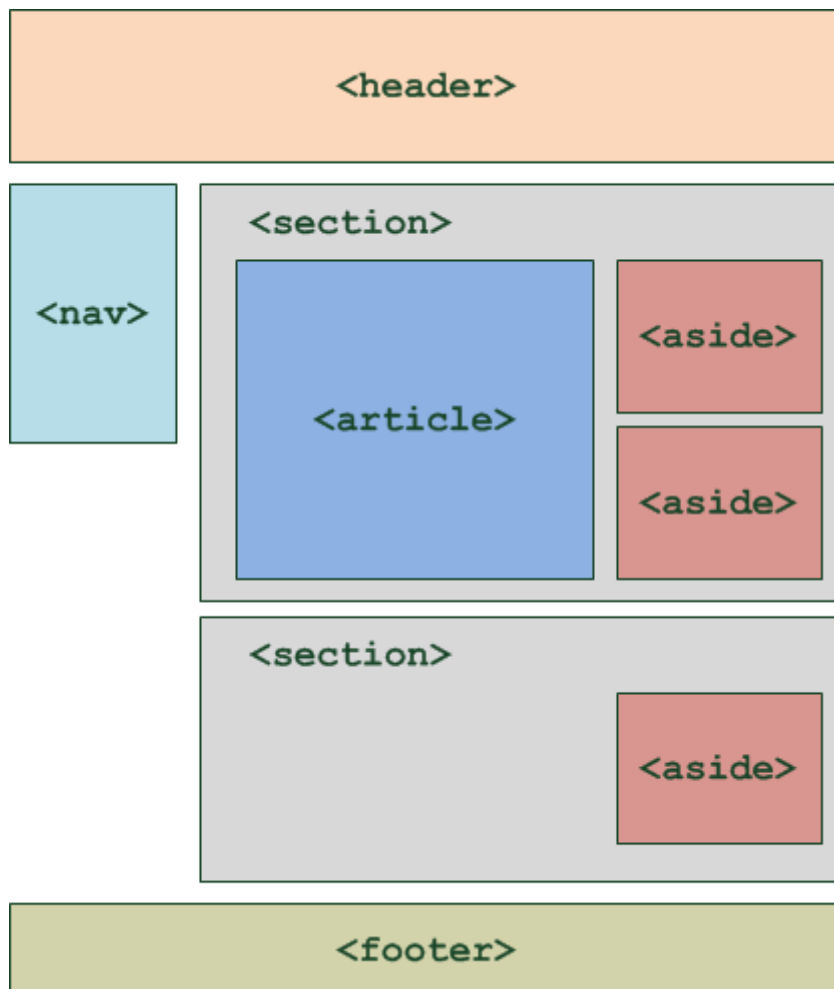 <header>
<nav>
<section>
<article>
<aside>
<aside>
<section>
<aside>
<footer>